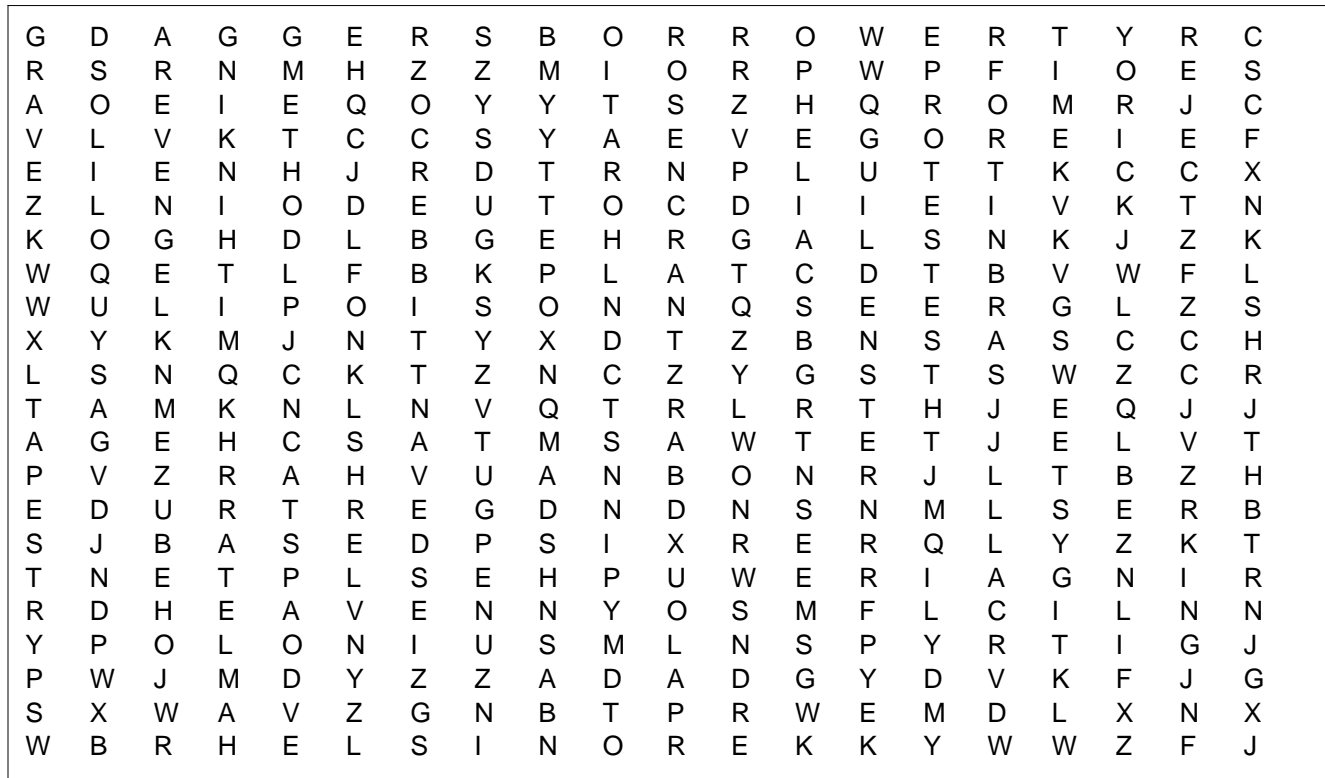 G D A G G E R S B O R R O W E R T Y R C
R S R N M H Z Z M I O R P W P F I O E S
A O E I E Q O Y Y T S Z H Q R O M R J C
V L V K T C C S Y A E V E G O R E I E F
E I E N H J R D T R N P L U T T K C C X
Z L N I O D E U T O C D I I E I V K T N
K O G H D L B G E H R G A L S N K J Z K
W Q E T L F B K P L A T C D T B V W F L
W U L I P O I S O N N Q S E E R G L Z S
X Y K M J N T Y X D T Z B N S A S C C H
L S N Q C K T Z N C Z Y G S T S W Z C R
T A M K N L N V Q T R L R T H J E Q J J
A G E H C S A T M S A W T E T J E L V T
P V Z R A H V U A N B O N R J L T B Z H
E D U R T R E G D N D N S N M L S E R B
S J B A S E D P S I X R E R Q L Y Z K T
T N E T P L S E H P U W E R I A G N I R
R D H E A V E N N Y O S M F L C I L N N
Y P O L O N I U S M L N S P Y R T I G J
P W J M D Y Z Z A D A D G Y D V K F J G
S X W A V Z G N B T P R W E M D L X N X
W B R H E L S I N O R E K K Y W W Z F J